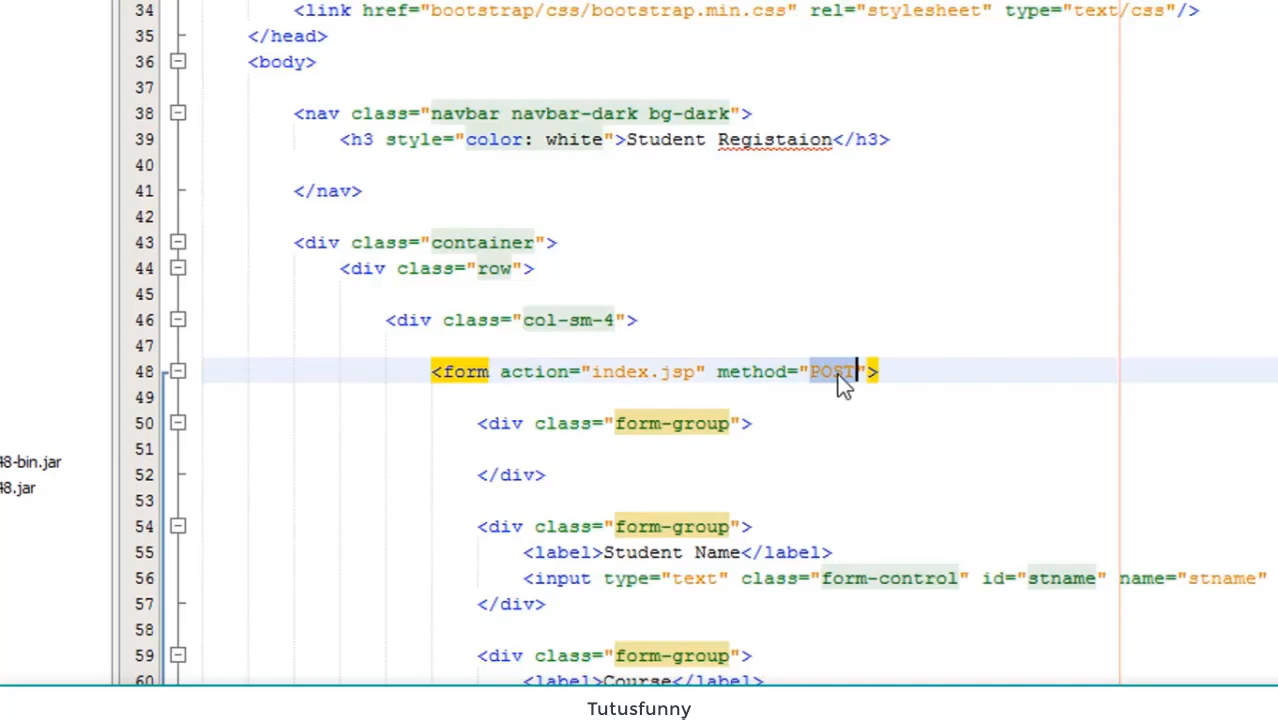 34 <link href="bootstrap/css/bootstrap.min.css" rel="stylesheet" type="text/css"/>
35 </head>
36 <body>
37
38 <nav class="navbar navbar-dark bg-dark">
39 <h3 style="color: white">Student Registaion</h3>
40
41 </nav>
42
43 <div class="container">
44 <div class="row">
45
46 <div class="col-sm-4">
47
48 <form action="index.jsp" method="POST">
49
50 <div class="form-group">
51
48-bin.jar
52 </div>
48.jar
53
54 <div class="form-group">
55 <label>Student Name</label>
56 <input type="text" class="form-control" id="stname" name="stname"
57 </div>
58
59 <div class="form-group">
60 <label>Course</label>
Tutusfunny